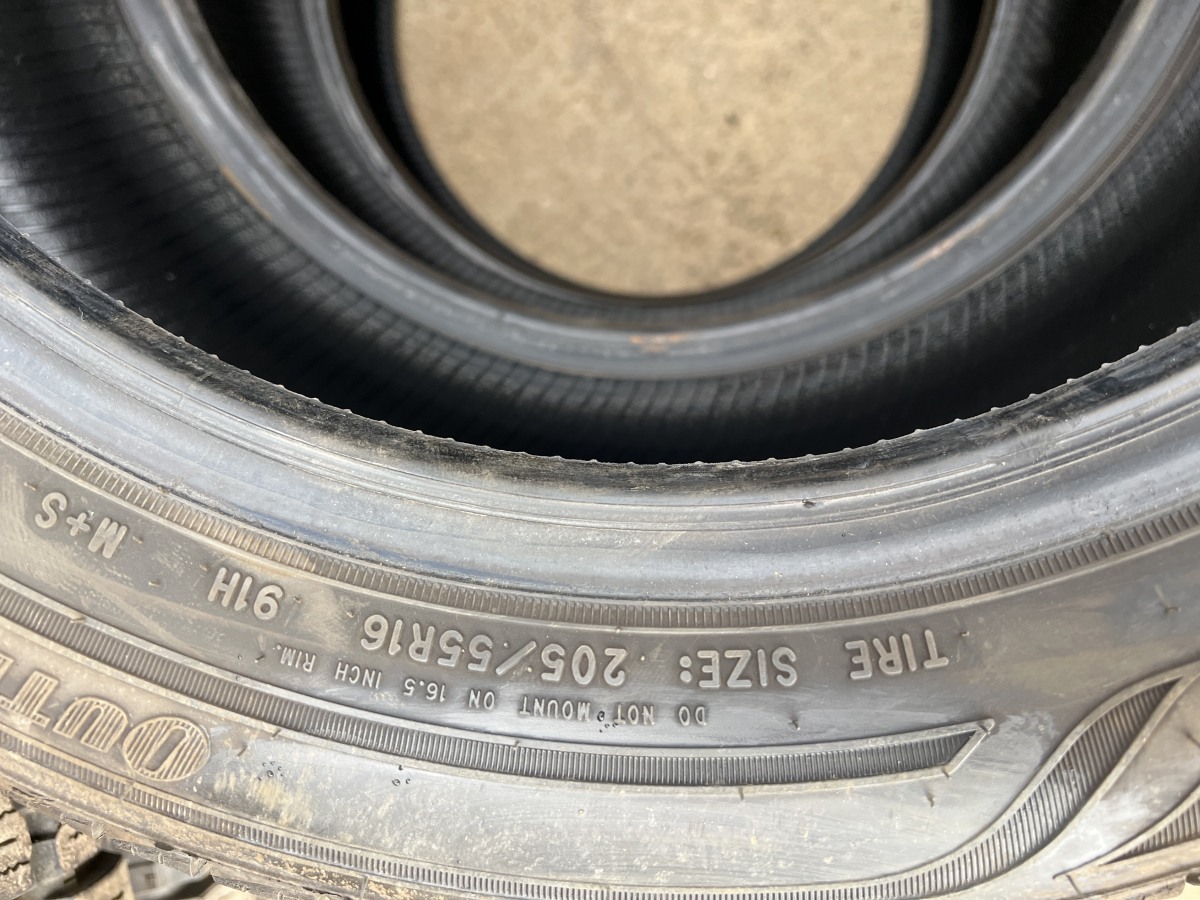 TIRE SIZE: 205/55R16 91H M+S
DO NOT MOUNT ON 16.5 INCH RIM.